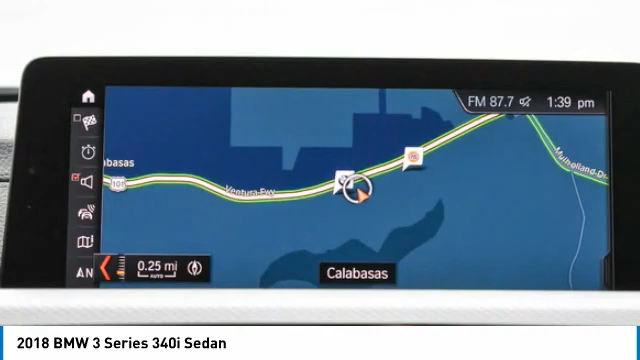 FM 87.7 1:39 pm
abasas
101
Ventura Fwy
Mulholland Dr
0.25 mi
AUTO
Calabasas
AN
2018 BMW 3 Series 340i Sedan